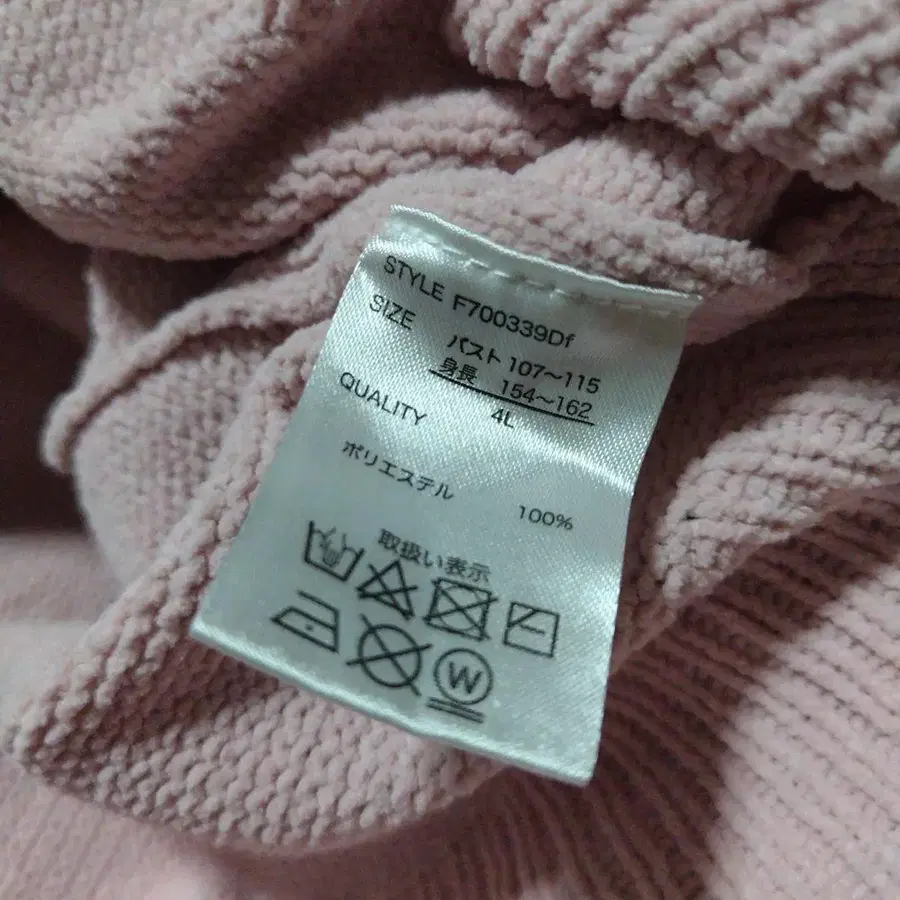 STYLE F700339Df
SIZE
バスト 107～115
身長 154～162
4L
QUALITY
ポリエステル 100%
取扱い表示
W